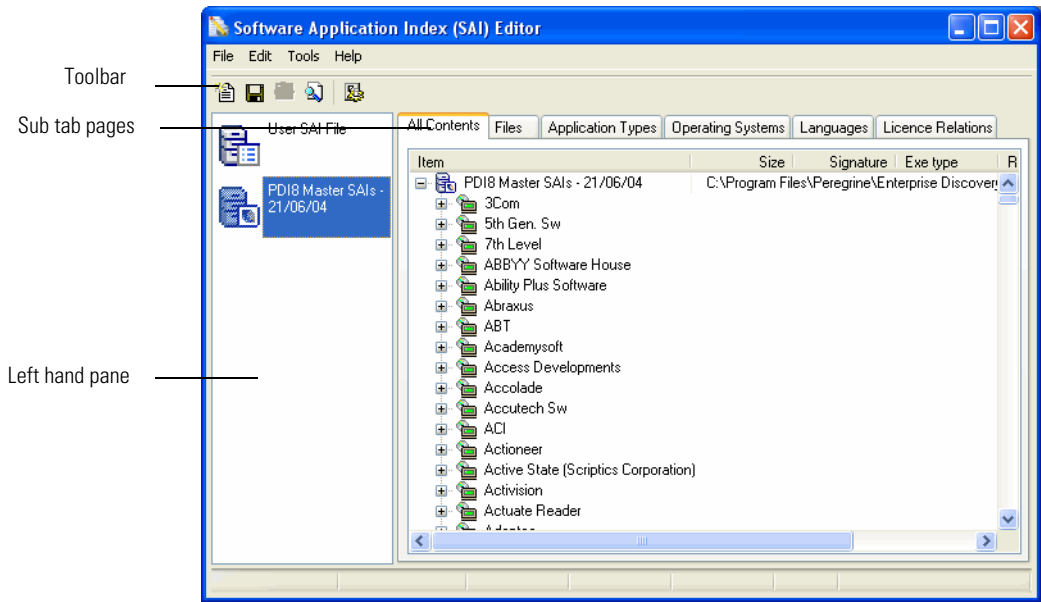 Software Application Index (SAI) Editor
File Edit Tools Help
Toolbar
Sub tab pages
User SAI File
All Contents Files Application Types Operating Systems Languages Licence Relations
Item Size Signature Exe type R
PDI8 Master SAIs - 21/06/04 C:\Program Files\Peregrine\Enterprise Discovery
PDI8 Master SAIs -
21/06/04
3Com
5th Gen. Sw
7th Level
ABBYY Software House
Ability Plus Software
Abraxus
ABT
Academysoft
Left hand pane
Access Developments
Accolade
Accutech Sw
ACI
Actioneer
Active State (Scriptics Corporation)
Activision
Actuate Reader